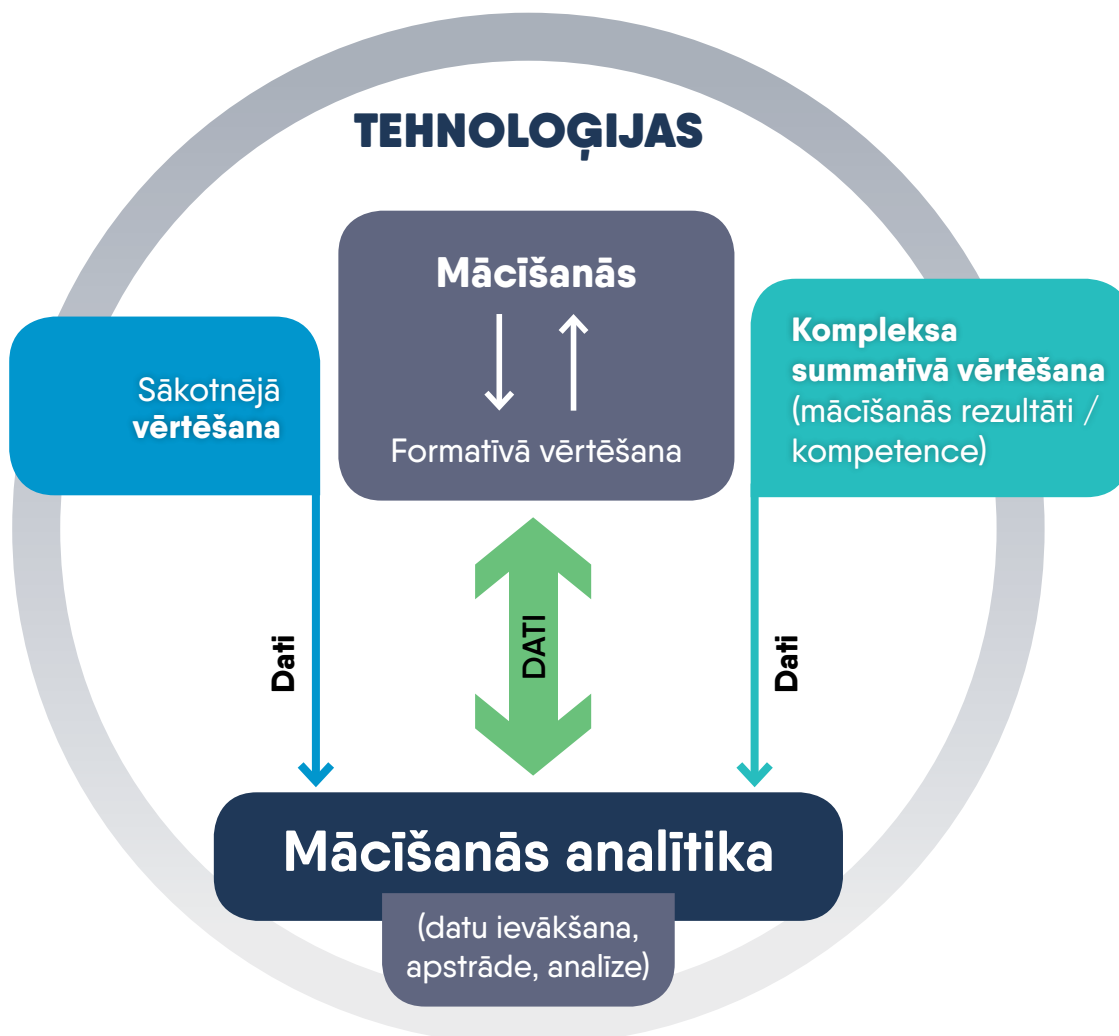 TEHNOLOĢIJAS
Mācīšanās
Formatīvā vērtēšana
Sākotnējā
vērtēšana
Kompleksa
summatīvā vērtēšana
(mācīšanās rezultāti /
kompetence)
Dati
DATI
Dati
Mācīšanās analītika
(datu ievākšana,
apstrāde, analīze)